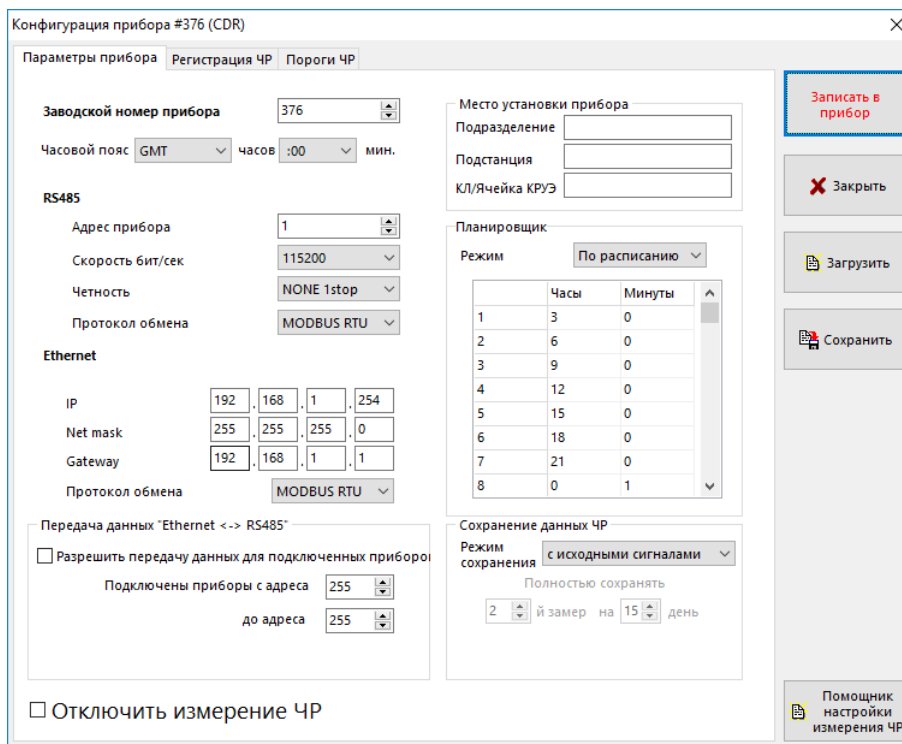 Конфигурация прибора #376 (CDR)
Параметры прибора Регистрация ЧР Пороги ЧР
Заводской номер прибора 376
Часовой пояс GMT часов :00 мин.
RS485
Адрес прибора 1
Скорость бит/сек 115200
Четность NONE 1stop
Протокол обмена MODBUS RTU
Ethernet
IP 192 . 168 . 1 . 254
Net mask 255 . 255 . 255 . 0
Gateway 192 . 168 . 1 . 1
Протокол обмена MODBUS RTU
Передача данных "Ethernet <-> RS485"
Разрешить передачу данных для подключенных приборо
Подключены приборы с адреса 255
до адреса 255
Отключить измерение ЧР
Место установки прибора
Подразделение
Подстанция
КЛ/Ячейка КРУЭ
Планировщик
Режим По расписанию
Часы Минуты
1 3 0
2 6 0
3 9 0
4 12 0
5 15 0
6 18 0
7 21 0
8 0 1
Сохранение данных ЧР
Режим
сохранения с исходными сигналами
Полностью сохранять
2 й замер на 15 день
Записать в
прибор
Закрыть
Загрузить
Сохранить
Помощник
настройки
измерения ЧР